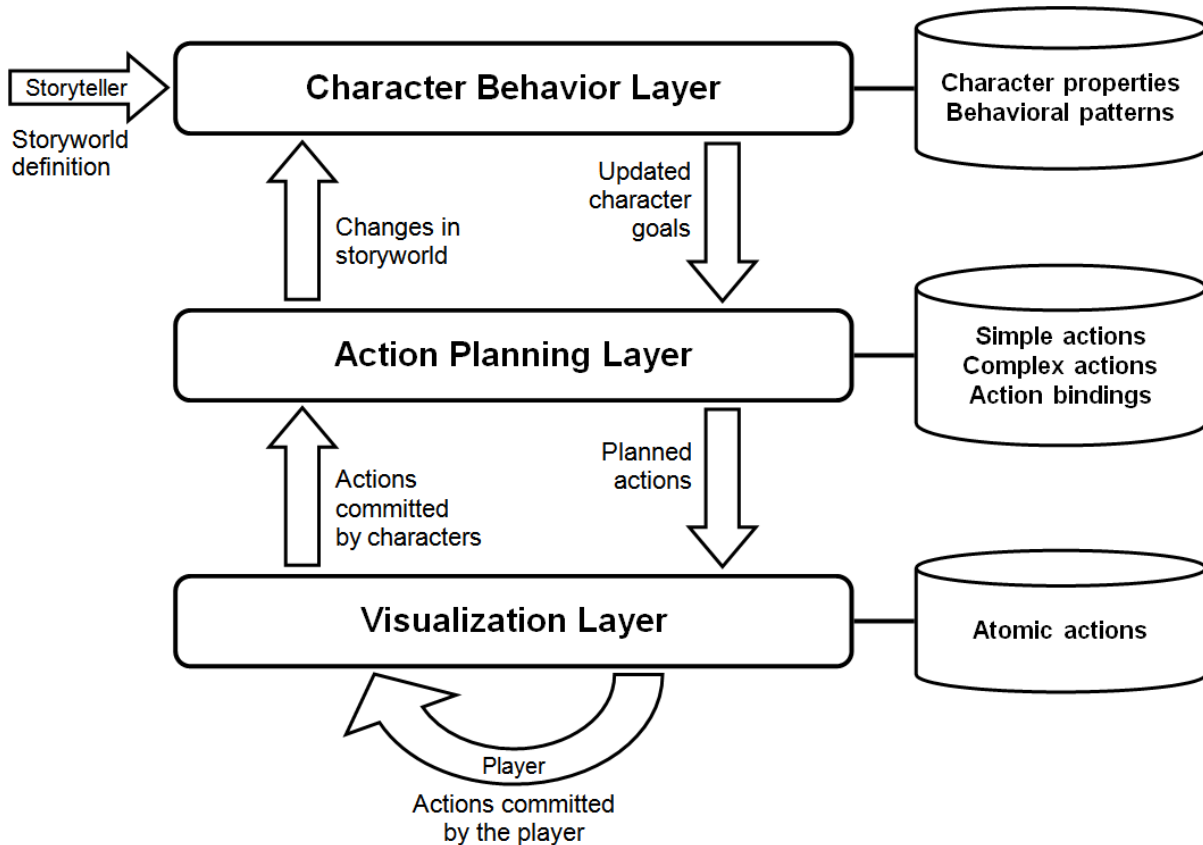 Storyteller
Storyworld
definition
Character Behavior Layer
Character properties
Behavioral patterns
Changes in
storyworld
Updated
character
goals
Action Planning Layer
Simple actions
Complex actions
Action bindings
Actions
committed
by characters
Planned
actions
Visualization Layer
Atomic actions
Player
Actions committed
by the player